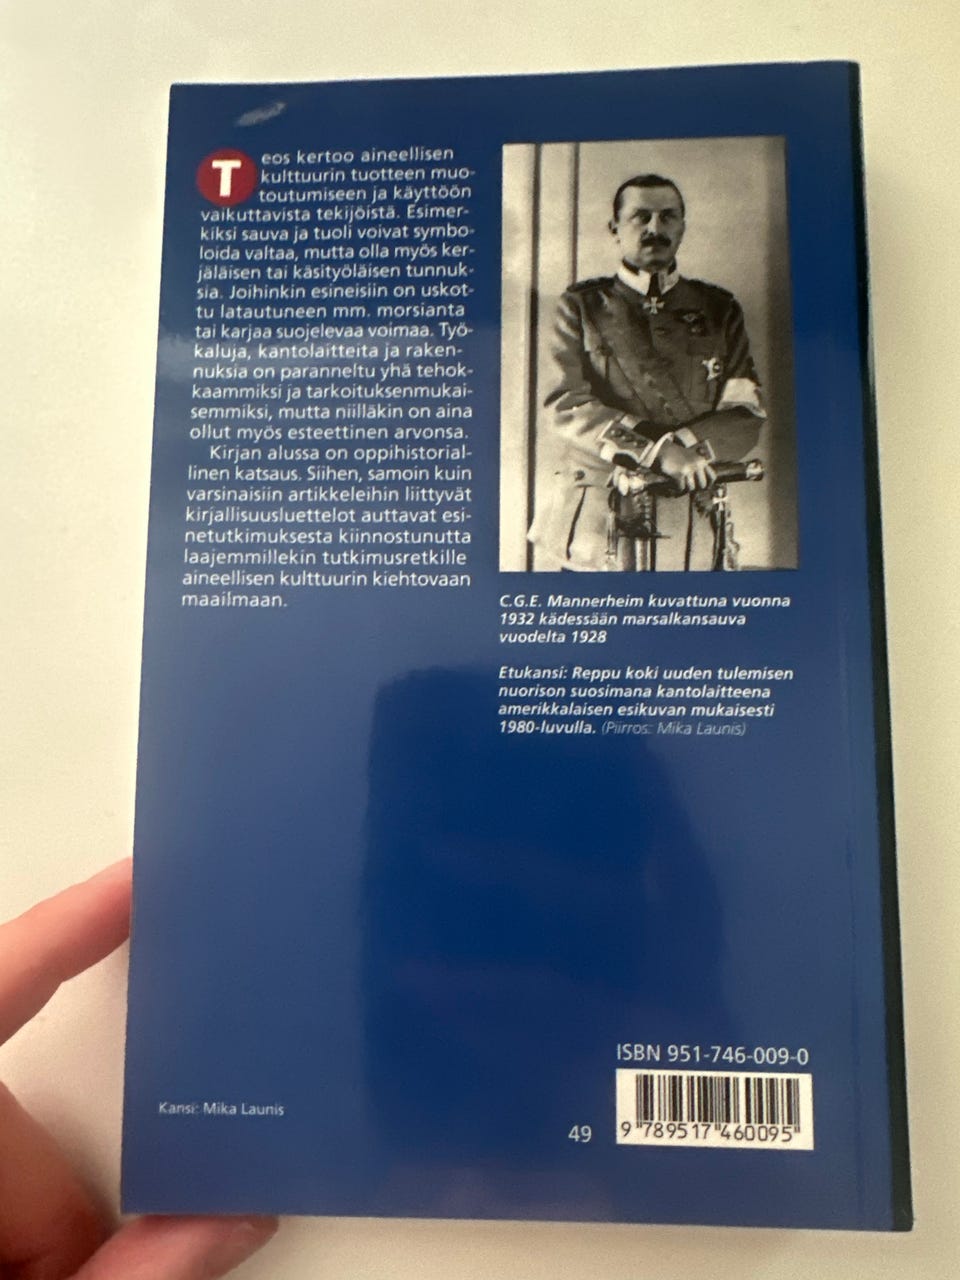 Teos kertoo aineellisen
kulttuurin tuotteen muo-
toutumiseen ja käyttöön
vaikuttavista tekijöistä. Esimer-
kiksi sauva ja tuoli voivat symbo-
loida valtaa, mutta olla myös ker-
jäläisen tai käsityöläisen tunnuk-
sia. Joihinkin esineisiin on uskot-
tu latautuneen mm. morsianta
tai karjaa suojelevaa voimaa. Työ-
kaluja, kantolaitteita ja raken-
nuksia on paranneltu yhä tehok-
kaammiksi ja tarkoituksenmukai-
semmiksi, mutta niilläkin on aina
ollut myös esteettinen arvonsa.
Kirjan alussa on oppihistorial-
linen katsaus. Siihen, samoin kuin
varsinaisiin artikkeleihin liittyvät
kirjallisuusluettelot auttavat esi-
netutkimuksesta kiinnostunutta
laajemmillekin tutkimusretkille
aineellisen kulttuurin kiehtovaan
maailmaan.
C.G.E. Mannerheim kuvattuna vuonna
1932 kädessään marsalkansauva
vuodelta 1928
Etukansi: Reppu koki uuden tulemisen
nuorison suosimana kantolaitteena
amerikkalaisen esikuvan mukaisesti
1980-luvulla. (Piirros: Mika Launis)
Kansi: Mika Launis
ISBN 951-746-009-0
49
9 789517 460095